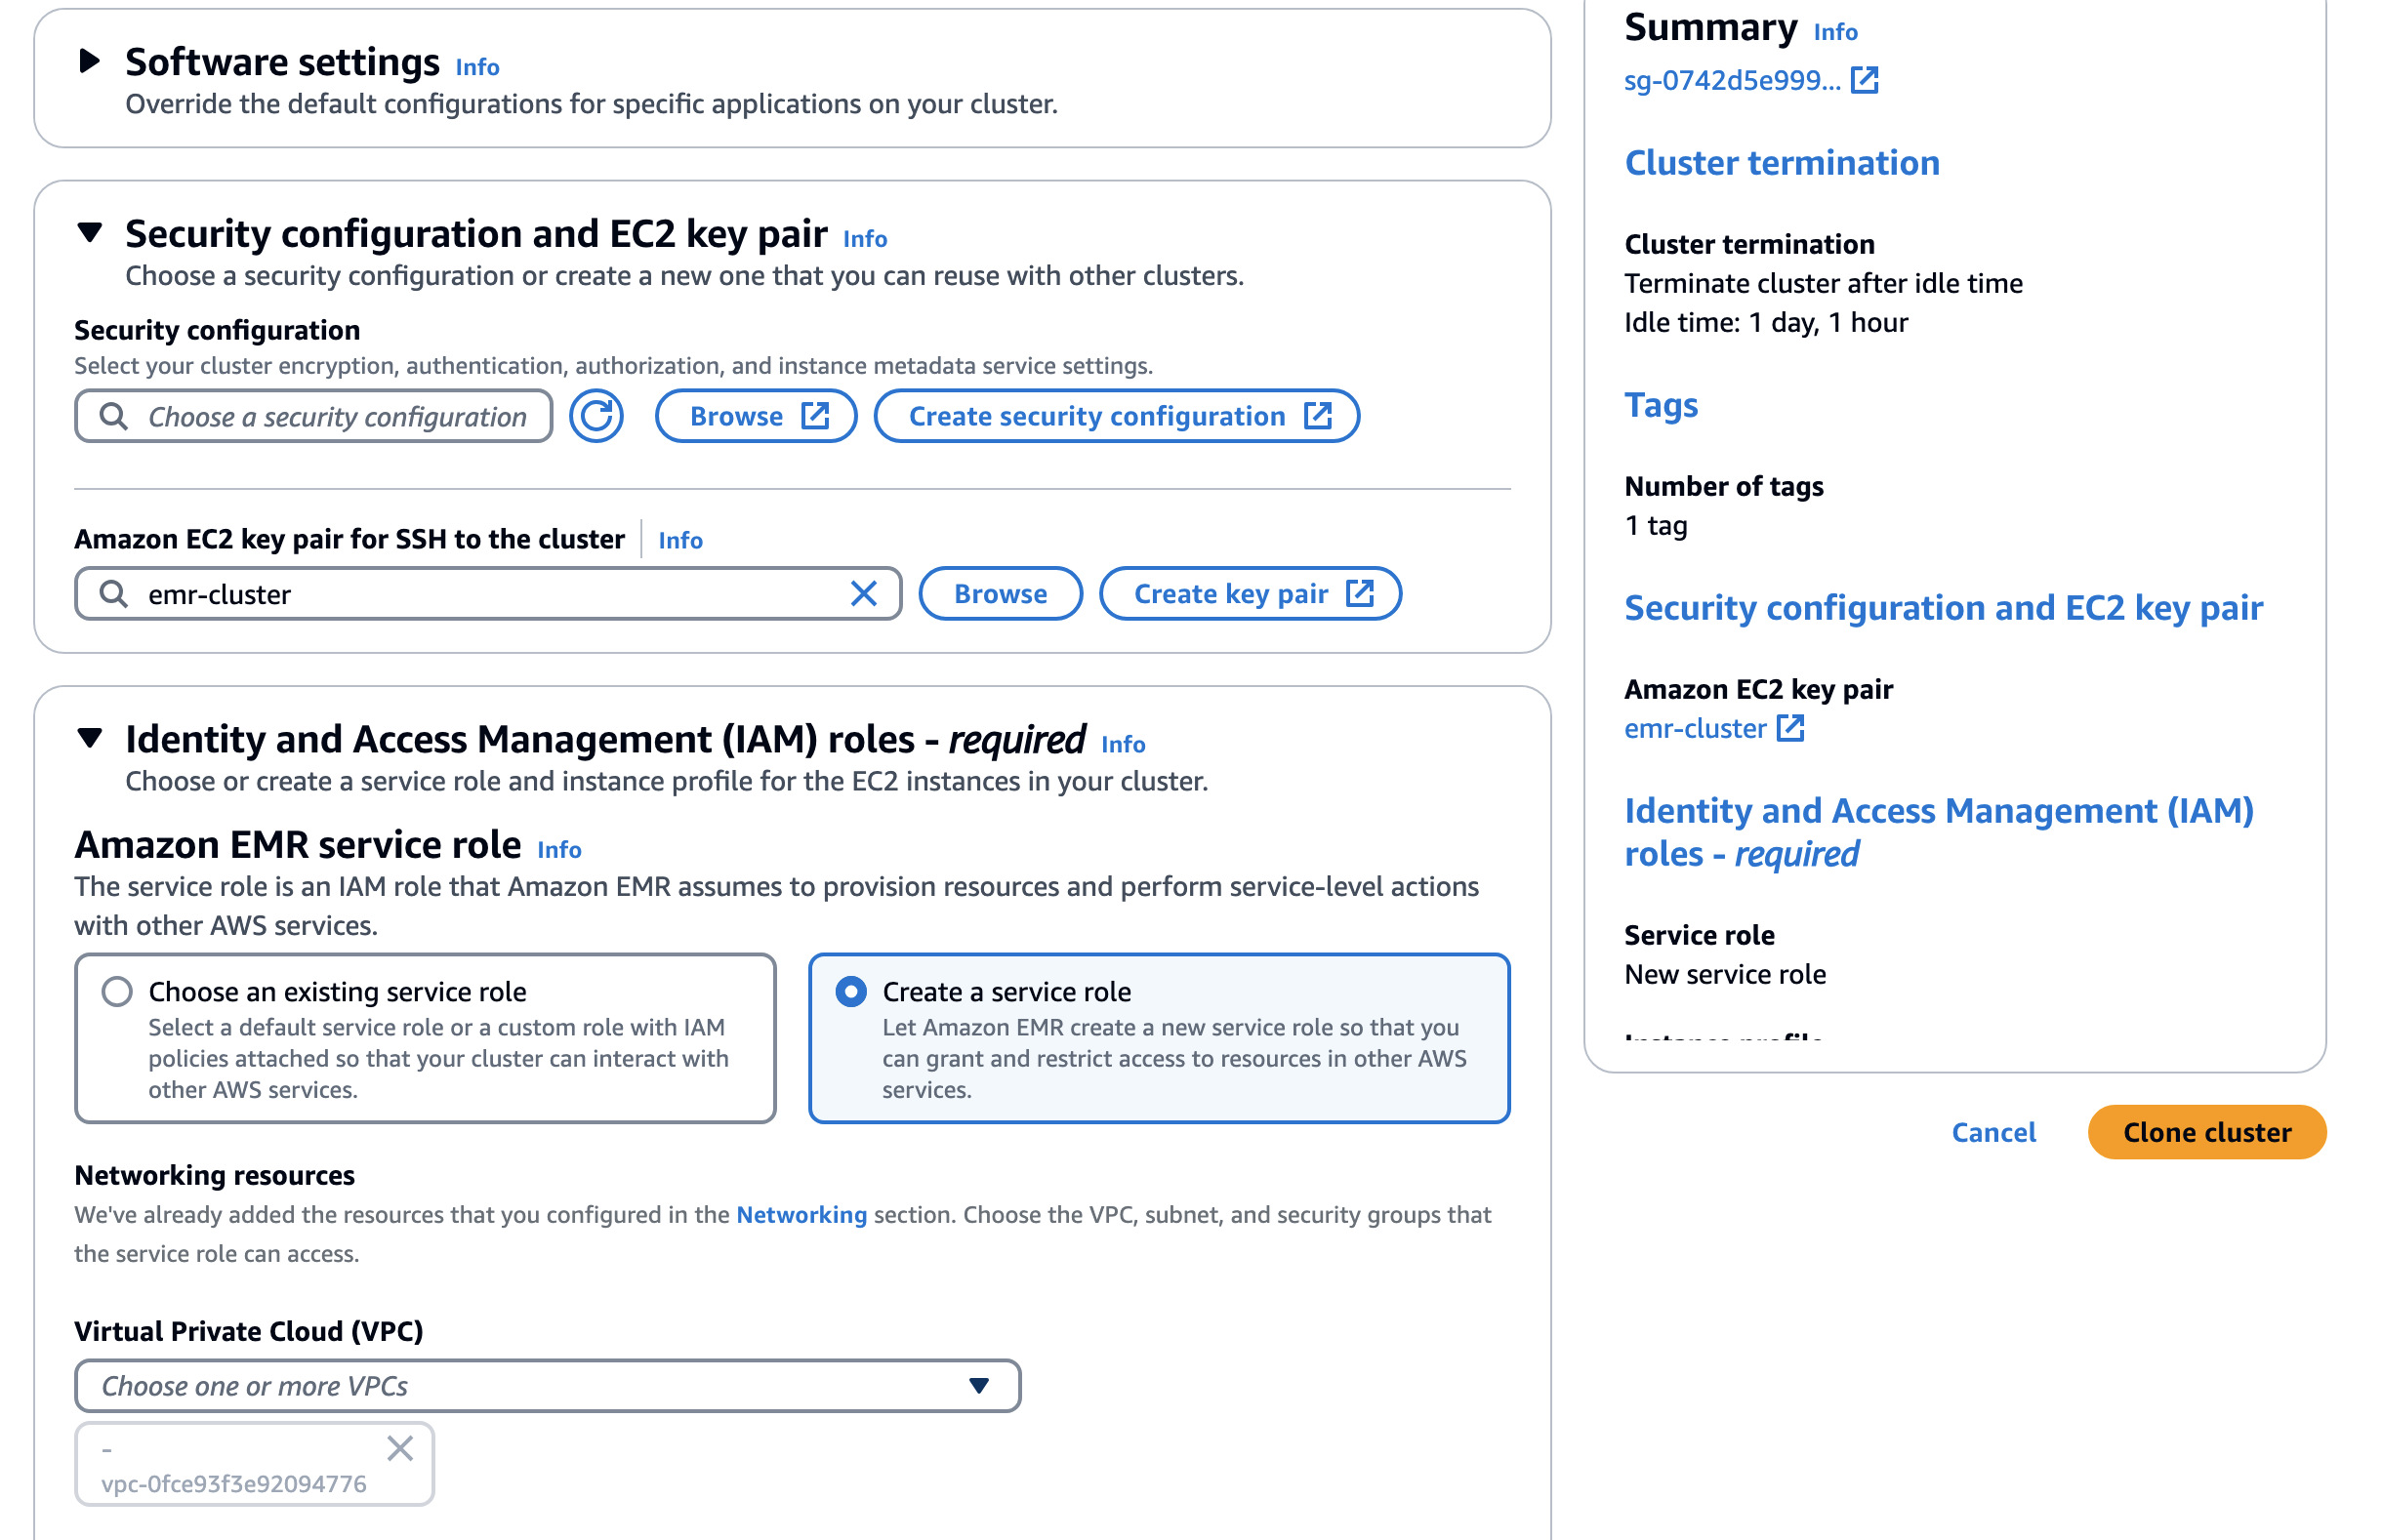 Software settings Info
Override the default configurations for specific applications on your cluster.
Security configuration and EC2 key pair Info
Choose a security configuration or create a new one that you can reuse with other clusters.
Security configuration
Select your cluster encryption, authentication, authorization, and instance metadata service settings.
Choose a security configuration
Browse
Create security configuration
Amazon EC2 key pair for SSH to the cluster Info
emr-cluster
Browse
Create key pair
Identity and Access Management (IAM) roles - required Info
Choose or create a service role and instance profile for the EC2 instances in your cluster.
Amazon EMR service role Info
The service role is an IAM role that Amazon EMR assumes to provision resources and perform service-level actions
with other AWS services.
Choose an existing service role
Select a default service role or a custom role with IAM
policies attached so that your cluster can interact with
other AWS services.
Create a service role
Let Amazon EMR create a new service role so that you
can grant and restrict access to resources in other AWS
services.
Networking resources
We've already added the resources that you configured in the Networking section. Choose the VPC, subnet, and security groups that
the service role can access.
Virtual Private Cloud (VPC)
Choose one or more VPCs
-
vpc-0fce93f3e92094776
Summary Info
sg-0742d5e999...
Cluster termination
Cluster termination
Terminate cluster after idle time
Idle time: 1 day, 1 hour
Tags
Number of tags
1 tag
Security configuration and EC2 key pair
Amazon EC2 key pair
emr-cluster
Identity and Access Management (IAM)
roles - required
Service role
New service role
Instance profile
Cancel
Clone cluster